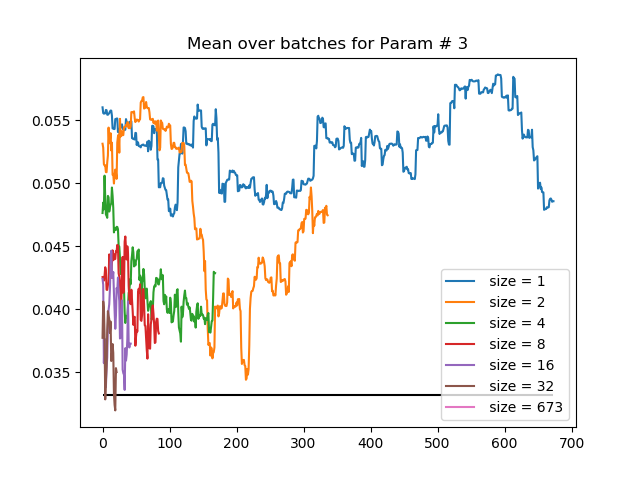 Mean over batches for Param # 3
0.055
0.050
0.045
0.040
0.035
0
100
200
300
400
500
600
700
size = 1
size = 2
size = 4
size = 8
size = 16
size = 32
size = 673